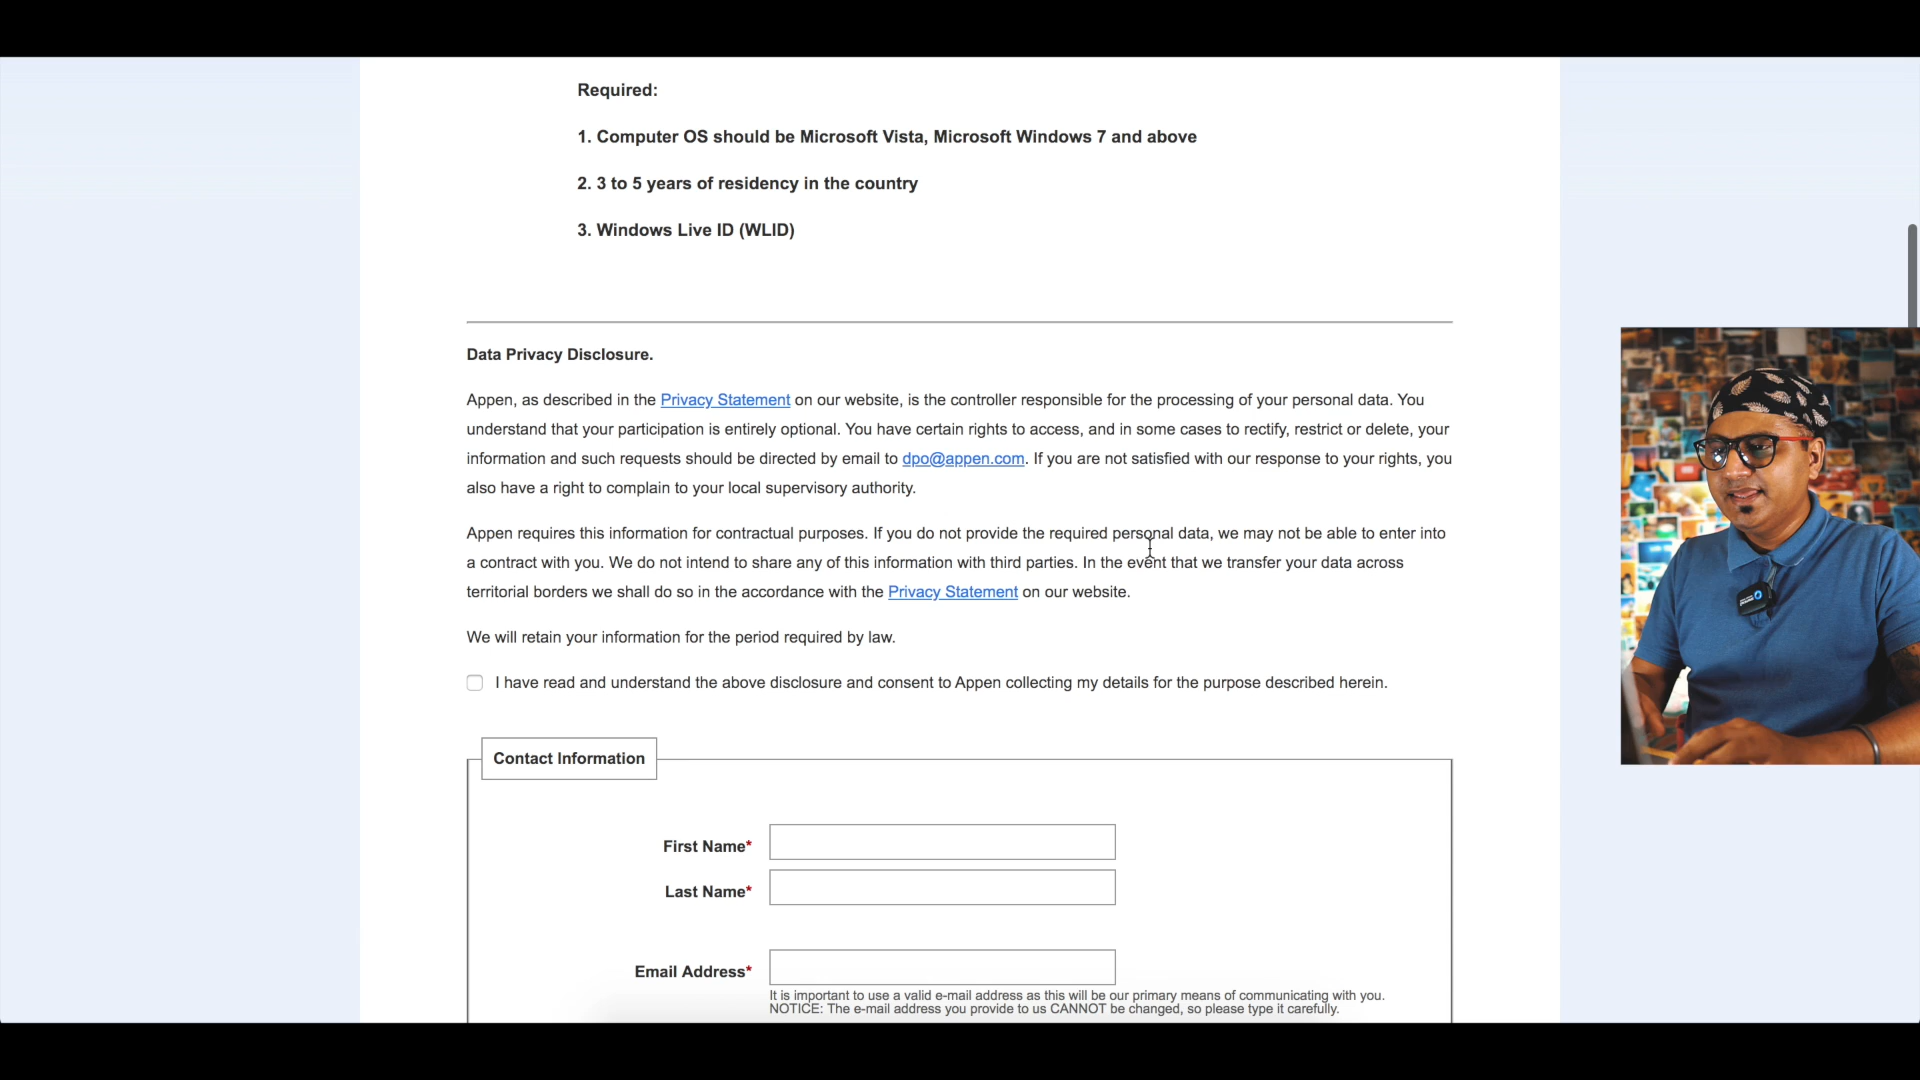 Required:
1. Computer OS should be Microsoft Vista, Microsoft Windows 7 and above
2. 3 to 5 years of residency in the country
3. Windows Live ID (WLID)
Data Privacy Disclosure.
Appen, as described in the Privacy Statement on our website, is the controller responsible for the processing of your personal data. You
understand that your participation is entirely optional. You have certain rights to access, and in some cases to rectify, restrict or delete, your
information and such requests should be directed by email to dpo@appen.com. If you are not satisfied with our response to your rights, you
also have a right to complain to your local supervisory authority.
Appen requires this information for contractual purposes. If you do not provide the required personal data, we may not be able to enter into
a contract with you. We do not intend to share any of this information with third parties. In the event that we transfer your data across
territorial borders we shall do so in the accordance with the Privacy Statement on our website.
We will retain your information for the period required by law.
I have read and understand the above disclosure and consent to Appen collecting my details for the purpose described herein.
Contact Information
First Name*
Last Name*
Email Address*
It is important to use a valid e-mail address as this will be our primary means of communicating with you.
NOTICE: The e-mail address you provide to us CANNOT be changed, so please type it carefully.